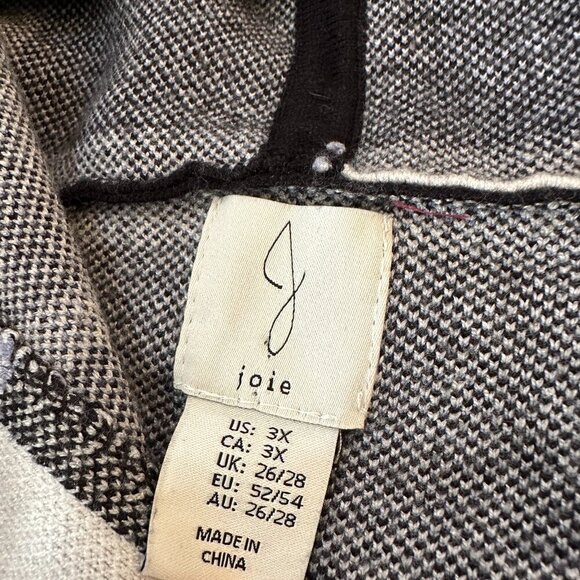 J
joie
US: 3X
CA: 3X
UK: 26/28
EU: 52/54
AU: 26/28
MADE IN
CHINA